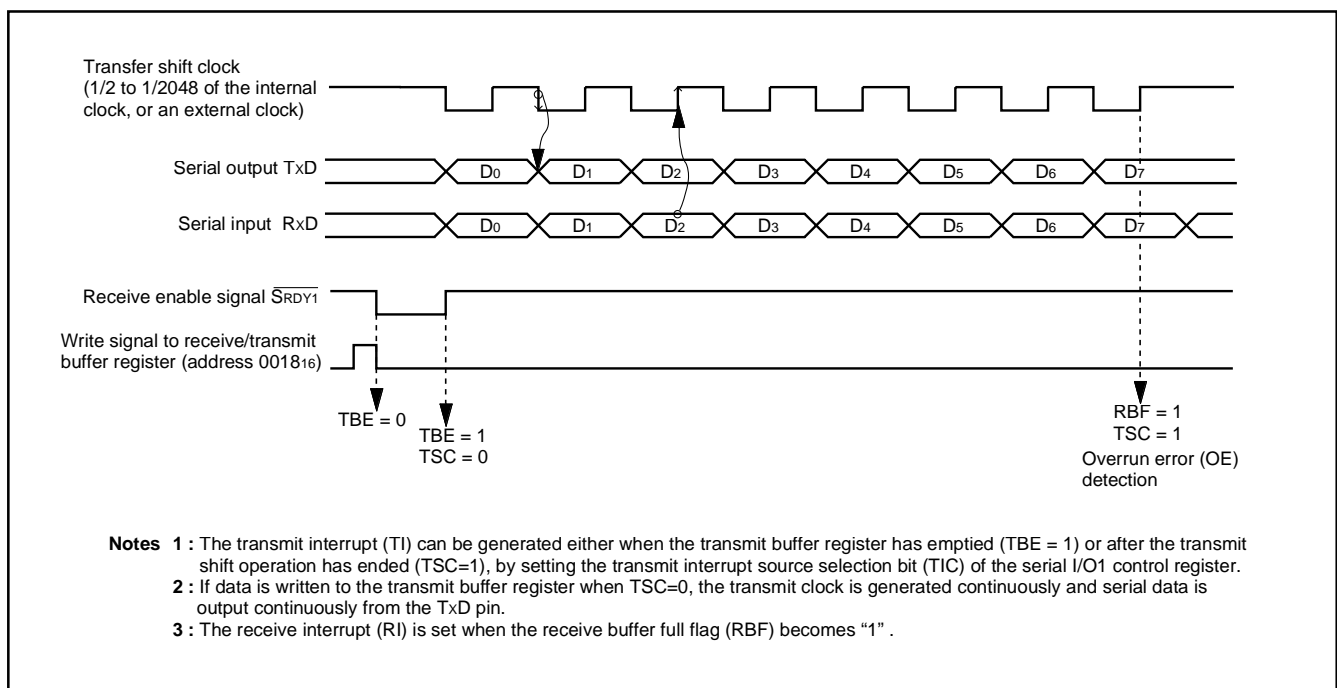 Transfer shift clock
(1/2 to 1/2048 of the internal
clock, or an external clock)
Serial output TxD
D0 D1 D2 D3 D4 D5 D6 D7
Serial input RxD
D0 D1 D2 D3 D4 D5 D6 D7
Receive enable signal SRDY1
Write signal to receive/transmit
buffer register (address 001816)
TBE = 0
TBE = 1
TSC = 0
RBF = 1
TSC = 1
Overrun error (OE)
detection
Notes 1 : The transmit interrupt (TI) can be generated either when the transmit buffer register has emptied (TBE = 1) or after the transmit
shift operation has ended (TSC=1), by setting the transmit interrupt source selection bit (TIC) of the serial I/O1 control register.
2 : If data is written to the transmit buffer register when TSC=0, the transmit clock is generated continuously and serial data is
output continuously from the TxD pin.
3 : The receive interrupt (RI) is set when the receive buffer full flag (RBF) becomes “1” .